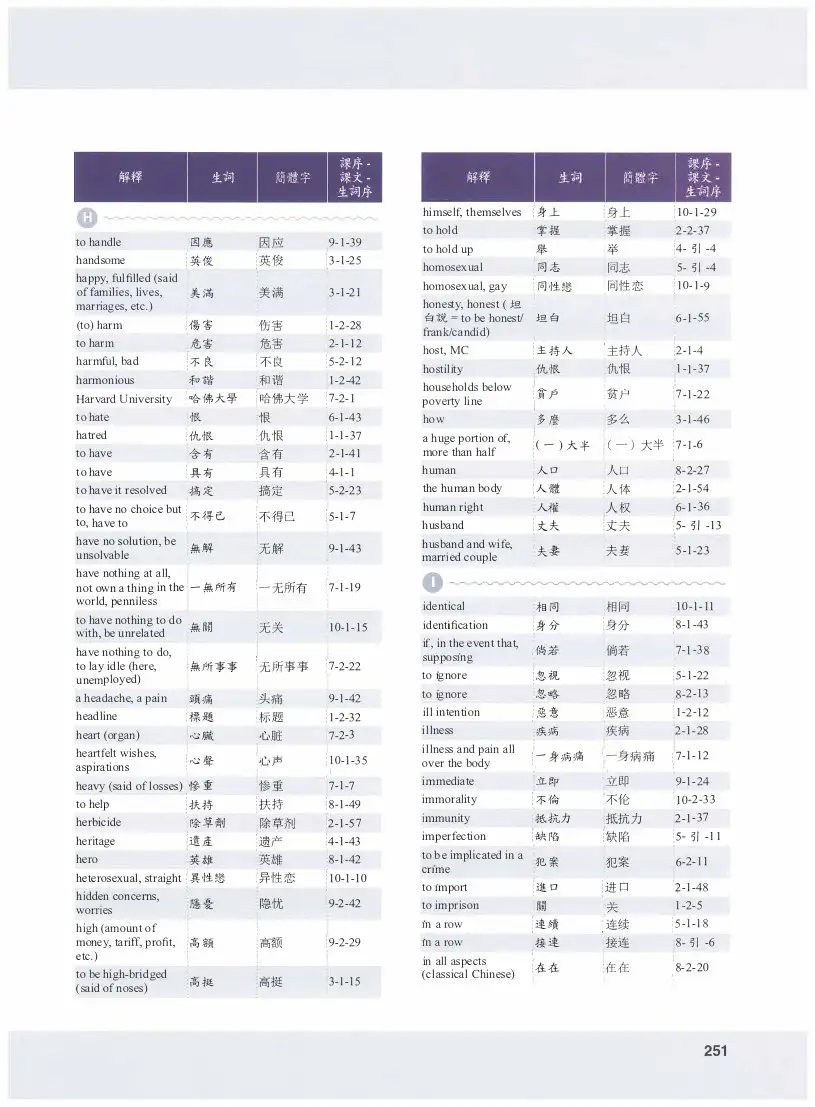 解釋 生詞 簡體字 課序 - 課文 - 生詞序
H
to handle 因應 因应 9-1-39
handsome 英俊 英俊 3-1-25
happy, fulfilled (said
of families, lives,
marriages, etc.) 美滿 美满 3-1-21
(to) harm 傷害 伤害 1-2-28
to harm 危害 危害 2-1-12
harmful, bad 不良 不良 5-2-12
harmonious 和諧 和谐 1-2-42
Harvard University 哈佛大學 哈佛大学 7-2-1
to hate 恨 恨 6-1-43
hatred 仇恨 仇恨 1-1-37
to have 含有 含有 2-1-41
to have 具有 具有 4-1-1
to have it resolved 搞定 搞定 5-2-23
to have no choice but
to, have to 不得已 不得已 5-1-7
have no solution, be
unsolvable 無解 无解 9-1-43
have nothing at all,
not own a thing in the
world, penniless 一無所有 一无所有 7-1-19
to have nothing to do
with, be unrelated 無關 无关 10-1-15
have nothing to do,
to lay idle (here,
unemployed) 無所事事 无所事事 7-2-22
a headache, a pain 頭痛 头痛 9-1-42
headline 標題 标题 1-2-32
heart (organ) 心臟 心脏 7-2-3
heartfelt wishes,
aspirations 心聲 心声 10-1-35
heavy (said of losses) 慘重 惨重 7-1-7
to help 扶持 扶持 8-1-49
herbicide 除草劑 除草剂 2-1-57
heritage 遺產 遗产 4-1-43
hero 英雄 英雄 8-1-42
heterosexual, straight 異性戀 异性恋 10-1-10
hidden concerns,
worries 隱憂 隐忧 9-2-42
high (amount of
money, tariff, profit,
etc.) 高額 高额 9-2-29
to be high-bridged
(said of noses) 高挺 高挺 3-1-15
解釋 生詞 簡體字 課序 - 課文 - 生詞序
himself, themselves 身上 身上 10-1-29
to hold 掌握 掌握 2-2-37
to hold up 舉 举 4- 引 -4
homosexual 同志 同志 5- 引 -4
homosexual, gay 同性戀 同性恋 10-1-9
honesty, honest ( 坦
白說 = to be honest/
frank/candid) 坦白 坦白 6-1-55
host, MC 主持人 主持人 2-1-4
hostility 仇恨 仇恨 1-1-37
households below
poverty line 貧戶 贫户 7-1-22
how 多麼 多么 3-1-46
a huge portion of,
more than half (一)大半 (一)大半 7-1-6
human 人口 人口 8-2-27
the human body 人體 人体 2-1-54
human right 人權 人权 6-1-36
husband 丈夫 丈夫 5- 引 -13
husband and wife,
married couple 夫妻 夫妻 5-1-23
I
identical 相同 相同 10-1-11
identification 身分 身分 8-1-43
if, in the event that,
supposing 倘若 倘若 7-1-38
to ignore 忽視 忽视 5-1-22
to ignore 忽略 忽略 8-2-13
ill intention 惡意 恶意 1-2-12
illness 疾病 疾病 2-1-28
illness and pain all
over the body 一身病痛 一身病痛 7-1-12
immediate 立即 立即 9-1-24
immorality 不倫 不伦 10-2-33
immunity 抵抗力 抵抗力 2-1-37
imperfection 缺陷 缺陷 5- 引 -11
to be implicated in a
crime 犯案 犯案 6-2-11
to import 進口 进口 2-1-48
to imprison 關 关 1-2-5
in a row 連續 连续 5-1-18
in a row 接連 接连 8- 引 -6
in all aspects
(classical Chinese) 在在 在在 8-2-20
251